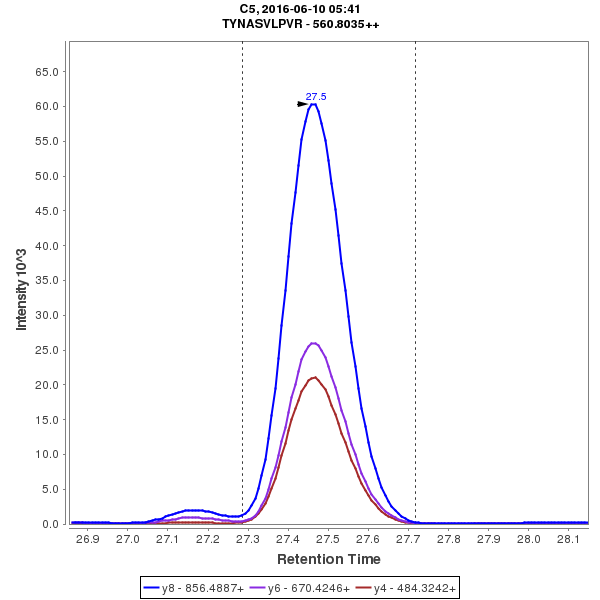 C5, 2016-06-10 05:41
TYNASVLPVR - 560.8035++
27.5
65.0
60.0
55.0
50.0
45.0
40.0
35.0
30.0
25.0
20.0
15.0
10.0
5.0
0.0
Intensity 10^3
26.9 27.0 27.1 27.2 27.3 27.4 27.5 27.6 27.7 27.8 27.9 28.0 28.1
Retention Time
y8 - 856.4887+ y6 - 670.4246+ y4 - 484.3242+